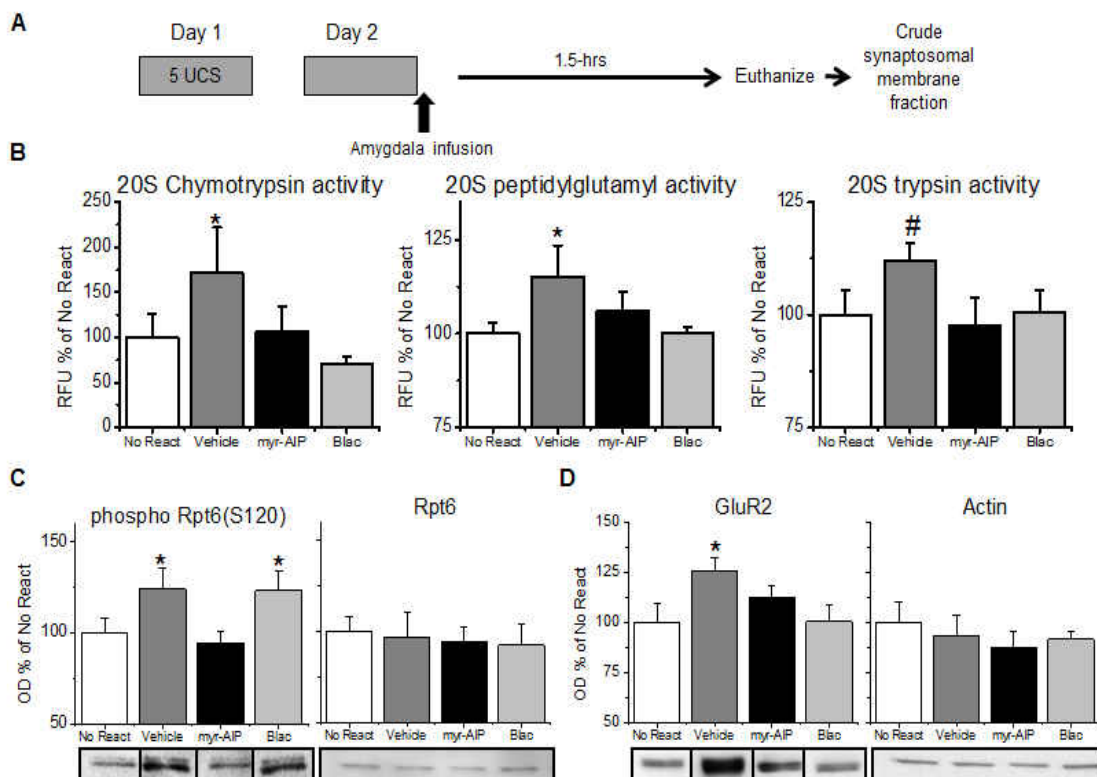 A
Day 1
Day 2
5 UCS
1.5-hrs
Euthanize
Crude
synaptosomal
membrane
fraction
Amygdala infusion
B
20S Chymotrypsin activity
RFU % of No React
250
200
150
100
50
0
*
No React Vehicle myr-AIP Blac
20S peptidylglutamyl activity
RFU % of No React
125
100
75
*
No React Vehicle myr-AIP Blac
20S trypsin activity
RFU % of No React
125
100
75
#
No React Vehicle myr-AIP Blac
C
phospho Rpt6(S120)
OD % of No React
150
125
100
75
50
* *
No React Vehicle myr-AIP Blac
Rpt6
No React Vehicle myr-AIP Blac
D
GluR2
OD % of No React
150
125
100
75
50
*
No React Vehicle myr-AIP Blac
Actin
No React Vehicle myr-AIP Blac